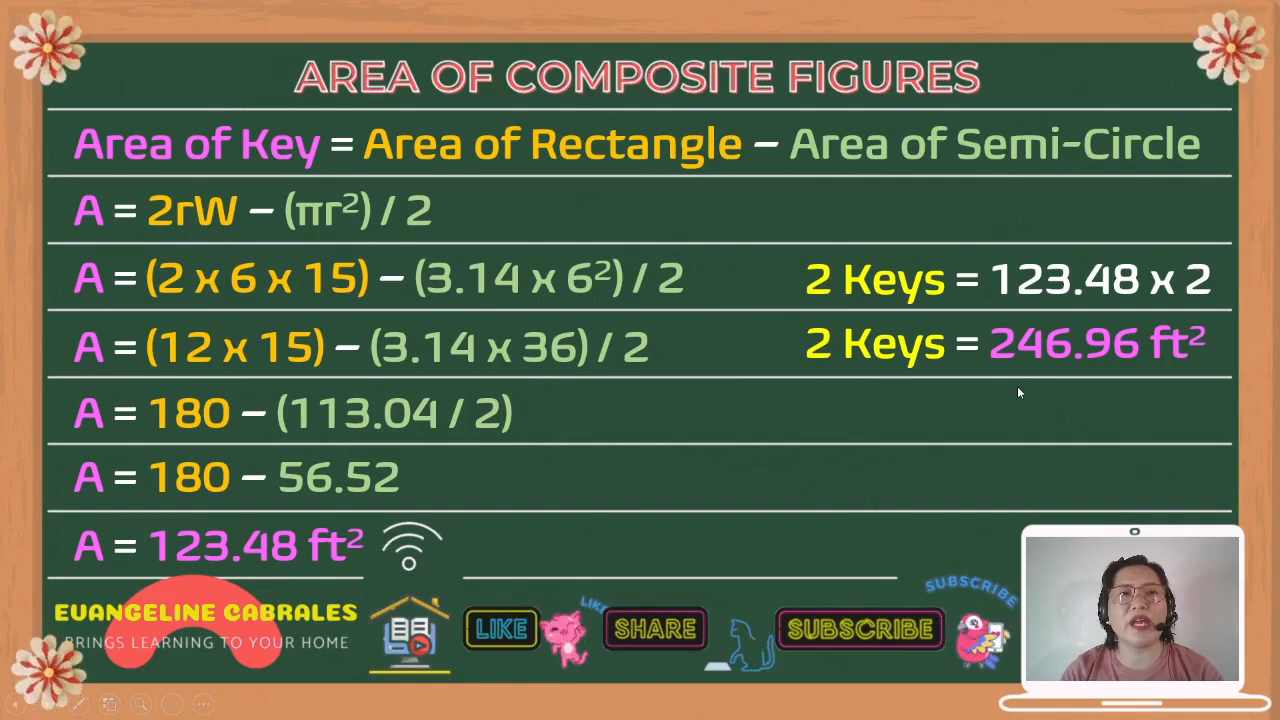 AREA OF COMPOSITE FIGURES
Area of Key = Area of Rectangle – Area of Semi-Circle
A = 2rW – (πr²) / 2
A = (2 x 6 x 15) – (3.14 x 6²) / 2
2 Keys = 123.48 x 2
A = (12 x 15) – (3.14 x 36) / 2
2 Keys = 246.96 ft²
A = 180 – (113.04 / 2)
A = 180 – 56.52
A = 123.48 ft²
EVANGELINE CABRALES
BRINGS LEARNING TO YOUR HOME
LIKE
LIKE
SHARE
SUBSCRIBE
SUBSCRIBE